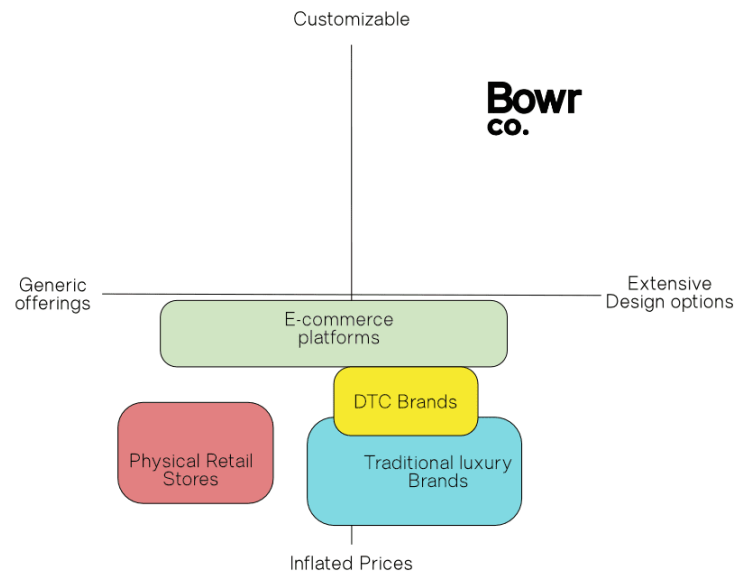 Customizable
Bowr
co.
Generic
offerings
Extensive
Design options
E-commerce
platforms
DTC Brands
Physical Retail
Stores
Traditional luxury
Brands
Inflated Prices